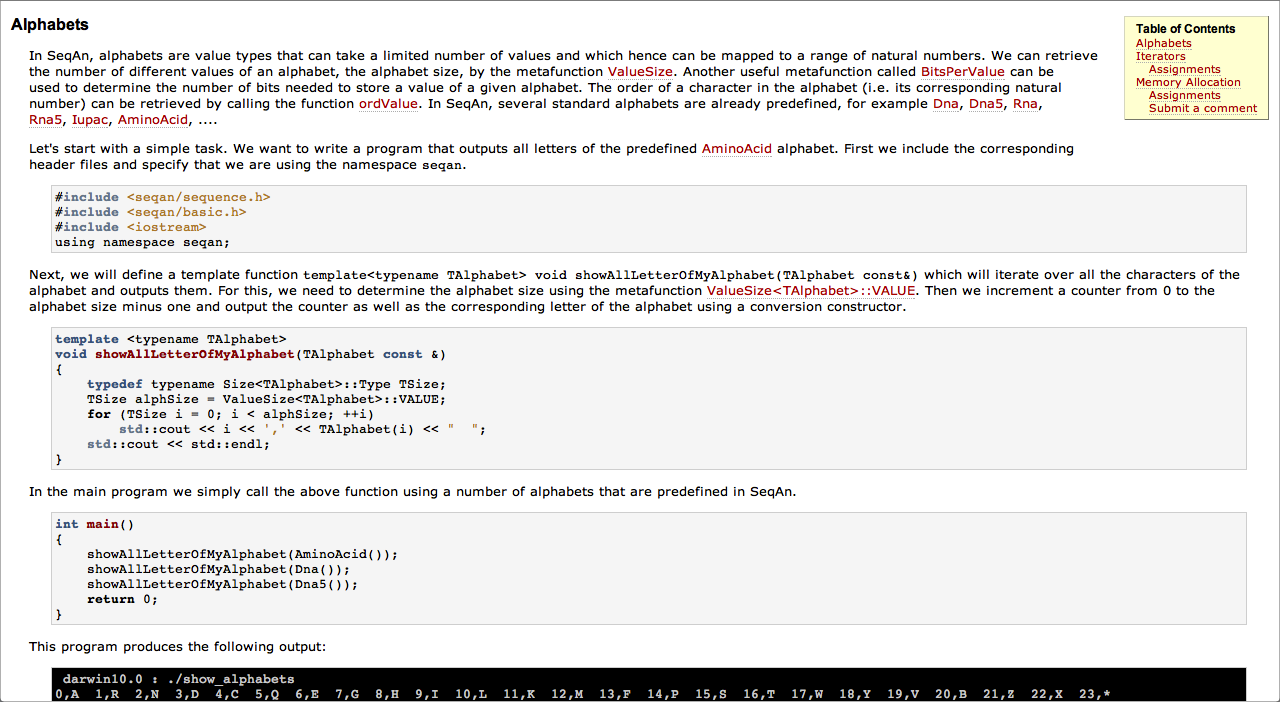 Alphabets
In SeqAn, alphabets are value types that can take a limited number of values and which hence can be mapped to a range of natural numbers. We can retrieve
the number of different values of an alphabet, the alphabet size, by the metafunction ValueSize. Another useful metafunction called BitsPerValue can be
used to determine the number of bits needed to store a value of a given alphabet. The order of a character in the alphabet (i.e. its corresponding natural
number) can be retrieved by calling the function ordValue. In SeqAn, several standard alphabets are already predefined, for example Dna, Dna5, Rna,
Rna5, Iupac, AminoAcid, ....
Table of Contents
Alphabets
Iterators
Assignments
Memory Allocation
Assignments
Submit a comment
Let's start with a simple task. We want to write a program that outputs all letters of the predefined AminoAcid alphabet. First we include the corresponding
header files and specify that we are using the namespace seqan.
#include <seqan/sequence.h>
#include <seqan/basic.h>
#include <iostream>
using namespace seqan;
Next, we will define a template function template<typename TAlphabet> void showAllLetterOfMyAlphabet(TAlphabet const&) which will iterate over all the characters of the
alphabet and outputs them. For this, we need to determine the alphabet size using the metafunction ValueSize<TAlphabet>::VALUE. Then we increment a counter from 0 to the
alphabet size minus one and output the counter as well as the corresponding letter of the alphabet using a conversion constructor.
template <typename TAlphabet>
void showAllLetterOfMyAlphabet(TAlphabet const &)
{
    typedef typename Size<TAlphabet>::Type TSize;
    TSize alphSize = ValueSize<TAlphabet>::VALUE;
    for (TSize i = 0; i < alphSize; ++i)
        std::cout << i << ',' << TAlphabet(i) << "  ";
    std::cout << std::endl;
}
In the main program we simply call the above function using a number of alphabets that are predefined in SeqAn.
int main()
{
    showAllLetterOfMyAlphabet(AminoAcid());
    showAllLetterOfMyAlphabet(Dna());
    showAllLetterOfMyAlphabet(Dna5());
    return 0;
}
This program produces the following output:
darwin10.0 : ./show_alphabets
0,A  1,R  2,N  3,D  4,C  5,Q  6,E  7,G  8,H  9,I  10,L  11,K  12,M  13,F  14,P  15,S  16,T  17,W  18,Y  19,V  20,B  21,Z  22,X  23,*